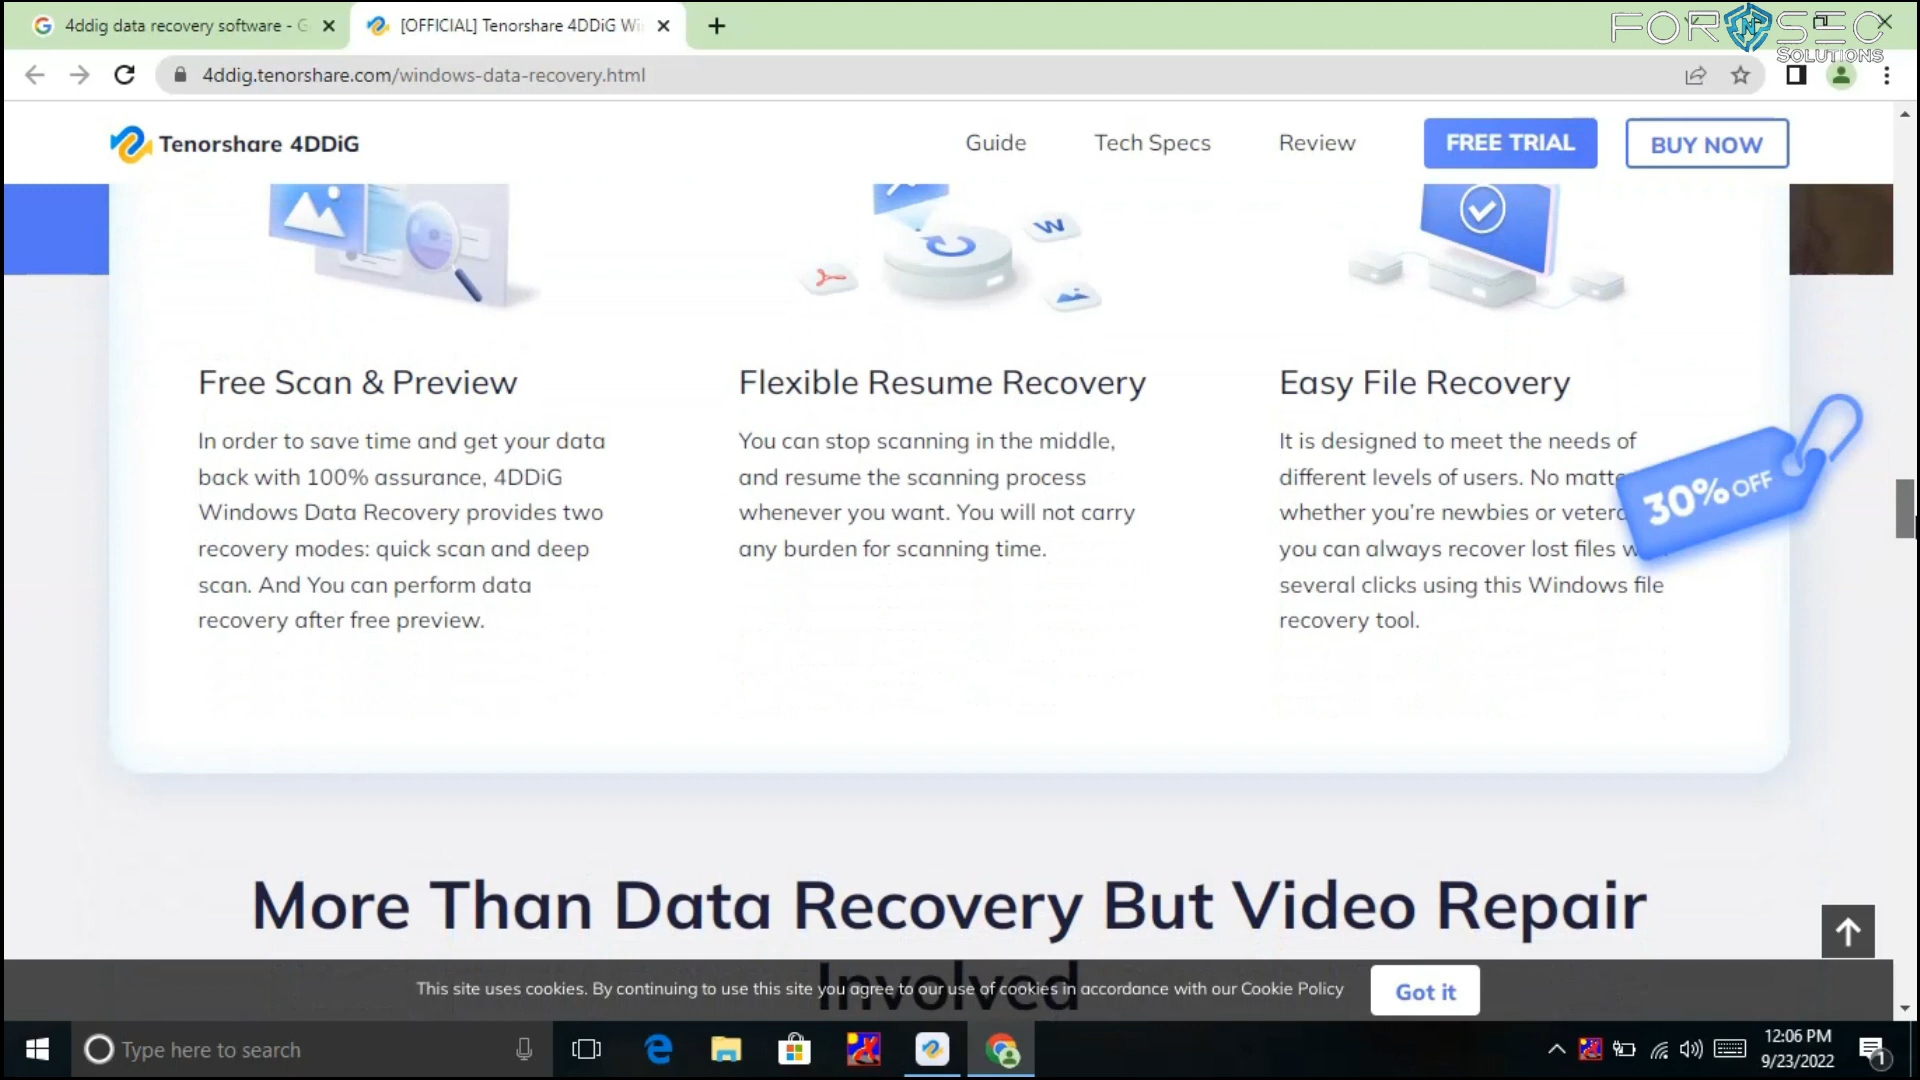 4ddig data recovery software - G
[OFFICIAL] Tenorshare 4DDiG Wi
FOR SEC
SOLUTIONS
4ddig.tenorshare.com/windows-data-recovery.html
Tenorshare 4DDiG
Guide
Tech Specs
Review
FREE TRIAL
BUY NOW
W
Free Scan & Preview
In order to save time and get your data
back with 100% assurance, 4DDiG
Windows Data Recovery provides two
recovery modes: quick scan and deep
scan. And You can perform data
recovery after free preview.
Flexible Resume Recovery
You can stop scanning in the middle,
and resume the scanning process
whenever you want. You will not carry
any burden for scanning time.
Easy File Recovery
It is designed to meet the needs of
different levels of users. No matte
whether you're newbies or vetera
you can always recover lost files w
several clicks using this Windows file
recovery tool.
30% OFF
More Than Data Recovery But Video Repair
Involved
This site uses cookies. By continuing to use this site you agree to our use of cookies in accordance with our Cookie Policy
Got it
Type here to search
12:06 PM
9/23/2022
1